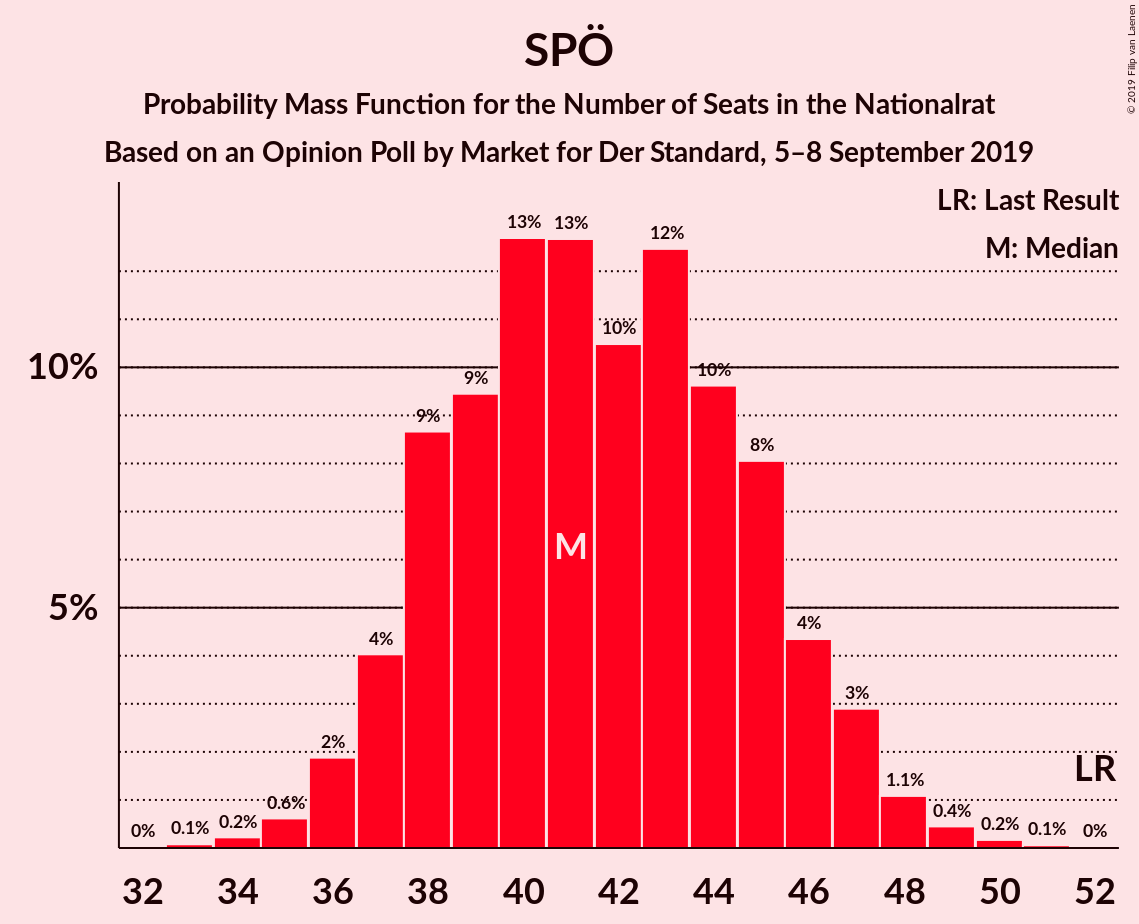 SPÖ
Probability Mass Function for the Number of Seats in the Nationalrat
Based on an Opinion Poll by Market for Der Standard, 5–8 September 2019
© 2019 Filip van Laenen
LR: Last Result
M: Median
10%
5%
0%
0.1%
0.2%
0.6%
2%
4%
9%
9%
13%
13%
10%
12%
10%
8%
4%
3%
1.1%
0.4%
0.2%
0.1%
0%
M
LR
32 34 36 38 40 42 44 46 48 50 52